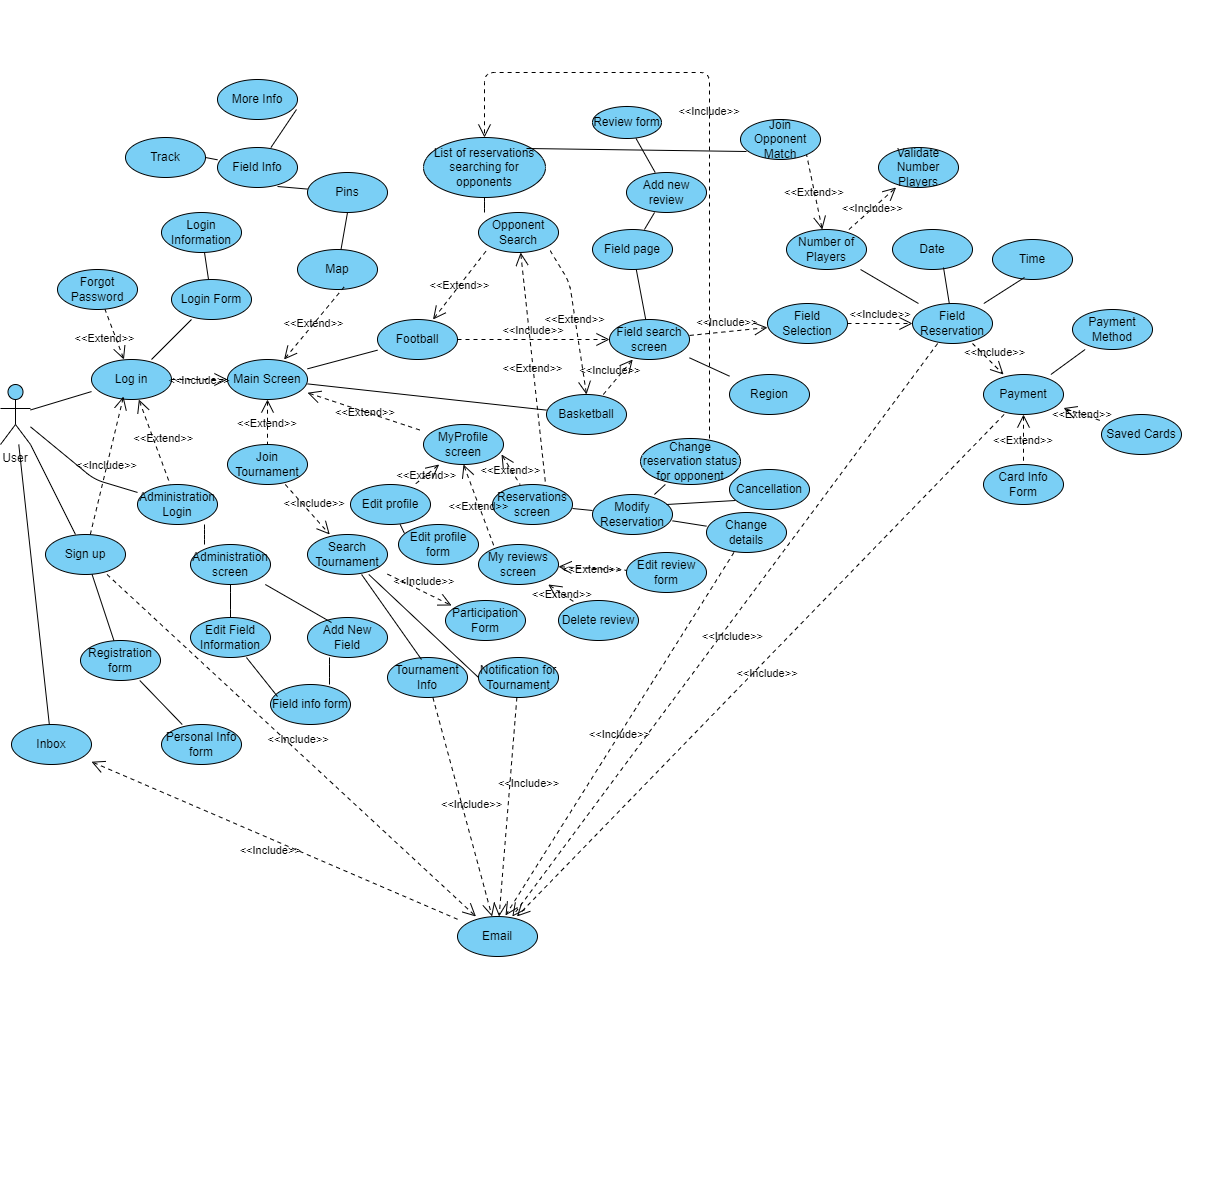 More Info
<<Include>>
Review form
Join
Opponent
Match
Track
Field Info
List of reservations
searching for
opponents
Validate
Number
Players
Pins
Add new
review
<<Extend>>
<<Include>>
Login
Information
Opponent
Search
Field page
Number of
Players
Date
Time
Map
Forgot
Password
Login Form
<<Extend>>
<<Extend>>
<<Extend>>
<<Include>>
<<Extend>>
Field search
screen
<<Include>>
Field
Selection
<<Include>>
Field
Reservation
Payment
Method
<<Extend>>
Football
<<Include>>
Log in
<<Include>>
Main Screen
<<Extend>>
<<Include>>
Region
Payment
<<Extend>>
Basketball
<<Extend>>
Saved Cards
<<Extend>>
<<Extend>>
MyProfile
screen
<<Extend>>
User
<<Include>>
Join
Tournament
<<Extend>>
<<Extend>>
Change
reservation status
for opponent
Card Info
Form
Administration
Login
<<Include>>
Edit profile
<<Extend>>
Reservations
screen
Modify
Reservation
Cancellation
Change
details
Sign up
Administration
screen
Search
Tournament
Edit profile
form
My reviews
screen
<<Extend>>
Edit review
form
<<Include>>
<<Extend>>
Participation
Form
Delete review
Edit Field
Information
Add New
Field
<<Include>>
Registration
form
Tournament
Info
Notification for
Tournament
<<Include>>
Field info form
Inbox
Personal Info
form
<<Include>>
<<Include>>
<<Include>>
<<Include>>
<<Include>>
Email